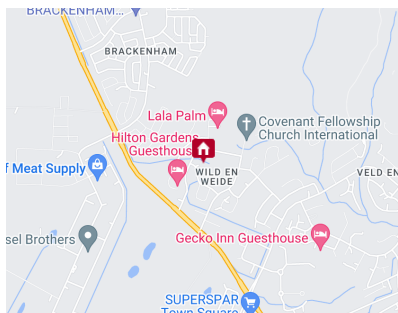 BRACKENHAM...
BRACKENHAM
Lala Palm
Covenant Fellowship
Church International
Hilton Gardens
Guesthouse
f Meat Supply
WILD EN
WEIDE
VELD EN
sel Brothers
Gecko Inn Guesthouse
SUPERSPAR
Town Square